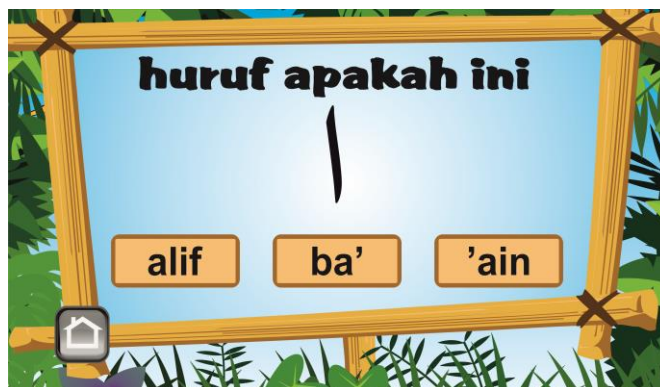 huruf apakah ini
ا
alif ba’ ’ain